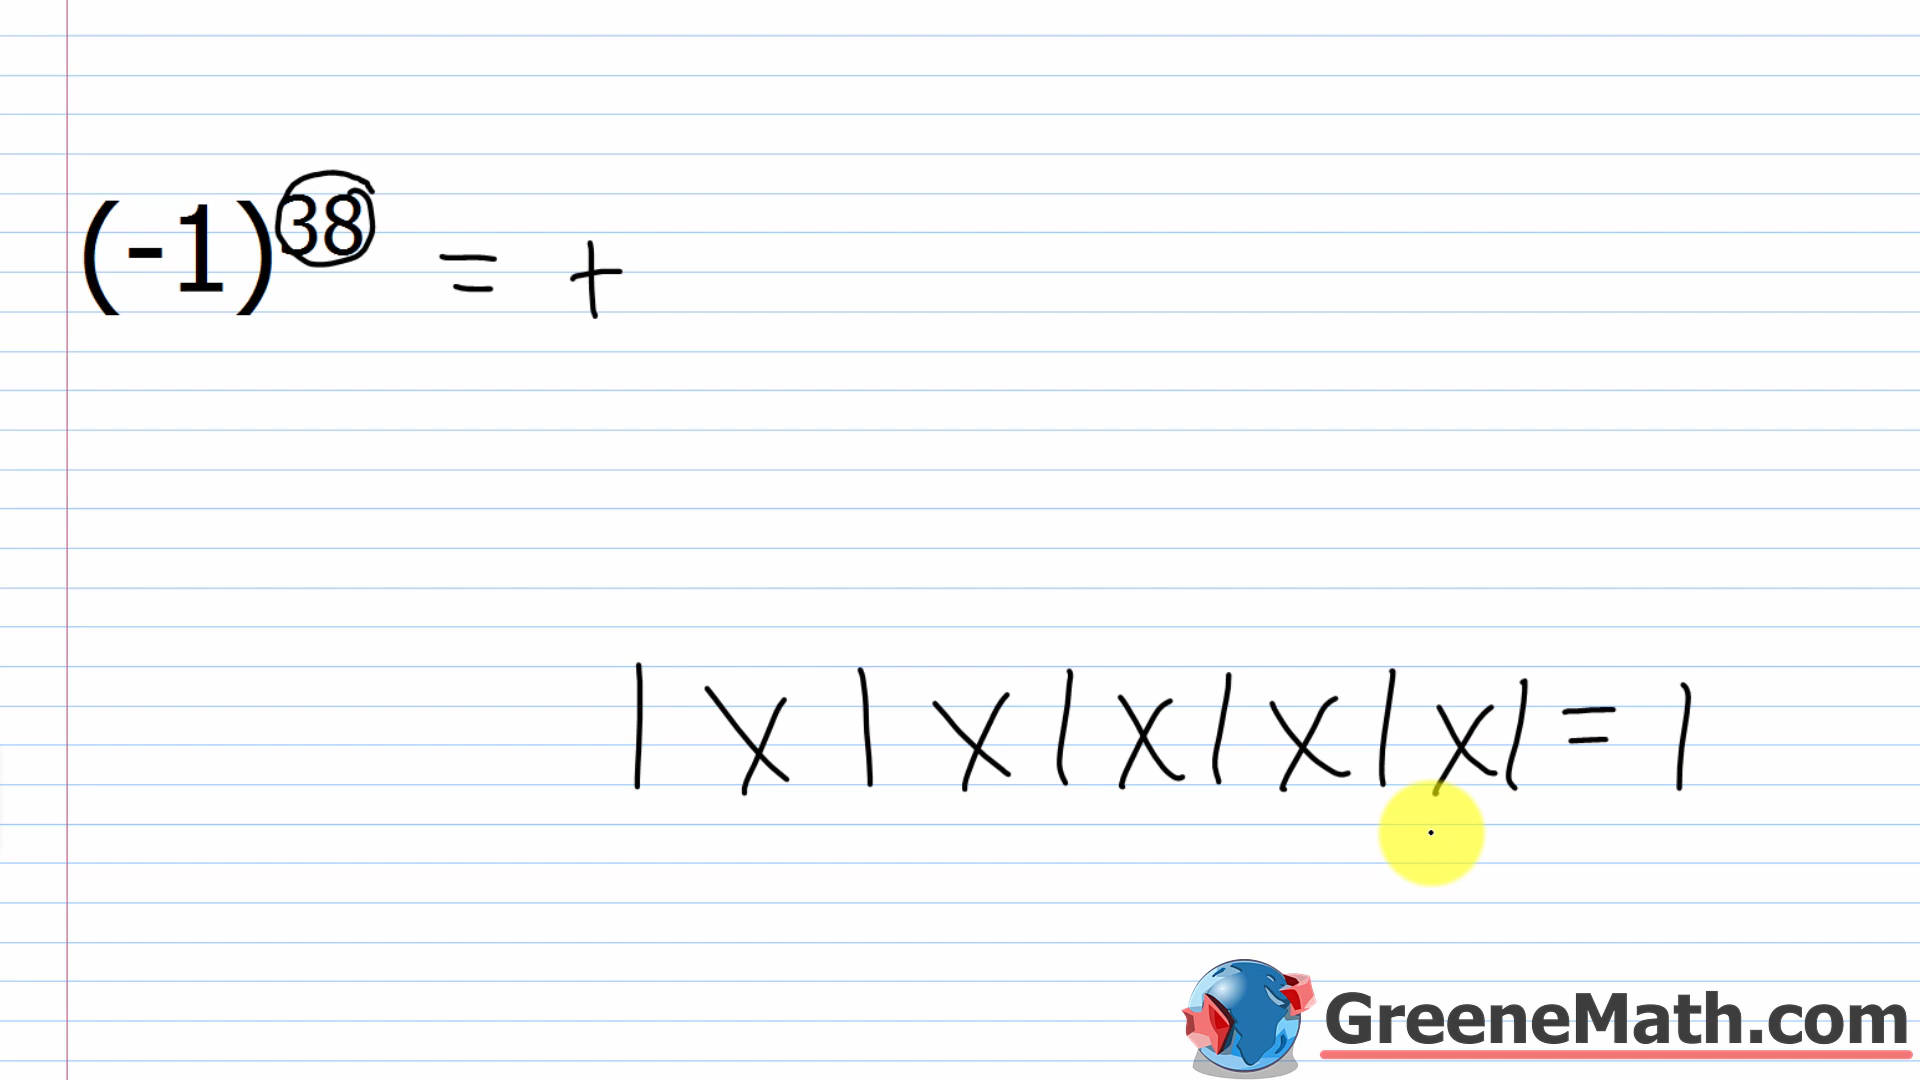 (-1)^38 = +
1 x 1 x 1 x 1 x 1 x 1 = 1
GreeneMath.com